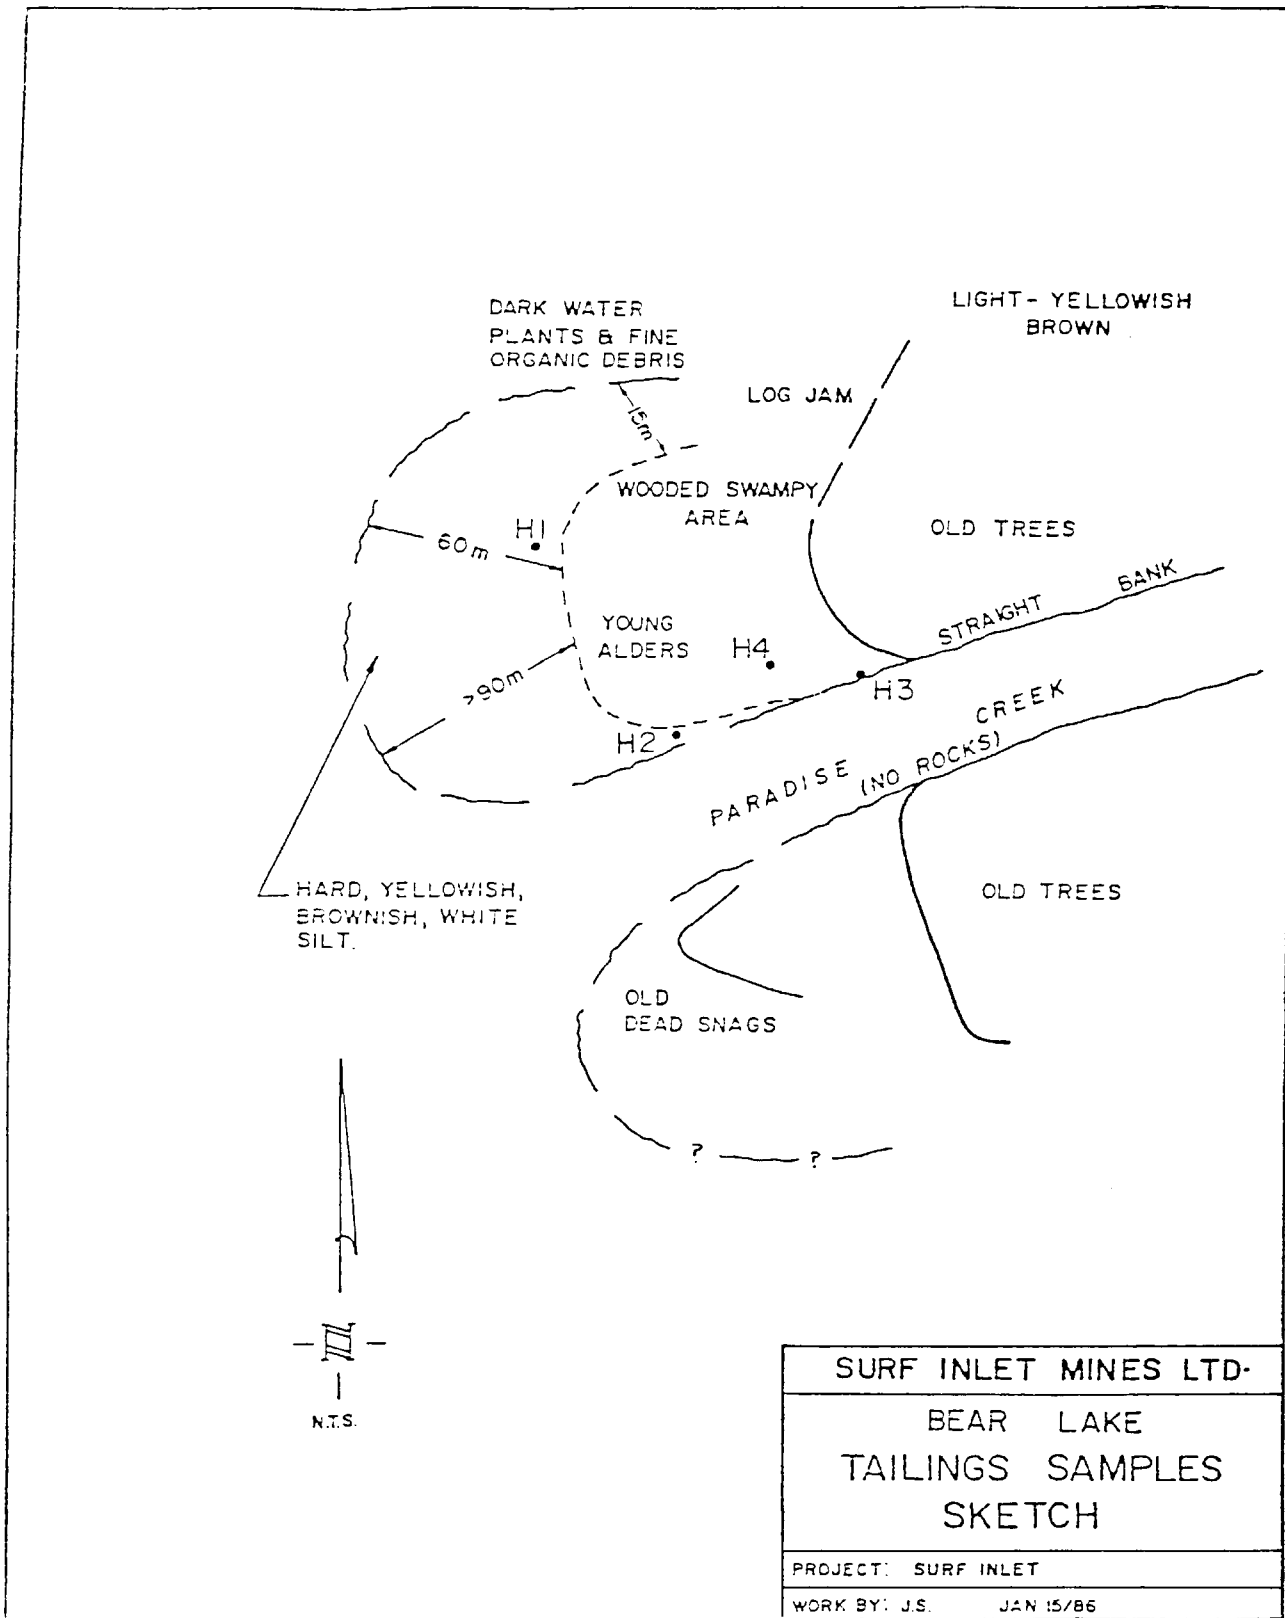 LIGHT - YELLOWISH
BROWN
DARK WATER
PLANTS & FINE
ORGANIC DEBRIS
LOG JAM
15m
WOODED SWAMPY
AREA
H1
OLD TREES
60m
STRAIGHT BANK
YOUNG
ALDERS
H4
H3
>90m
H2
PARADISE CREEK
(NO ROCKS)
HARD, YELLOWISH,
BROWNISH, WHITE
SILT.
OLD TREES
OLD
DEAD SNAGS
? ?
N
N.T.S.
SURF INLET MINES LTD.
BEAR LAKE
TAILINGS SAMPLES
SKETCH
PROJECT: SURF INLET
WORK BY: J.S. JAN 15/86